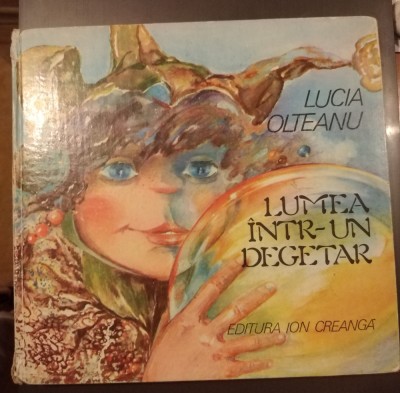 LUCIA
OLTEANU
LUMEA
ÎNTR-UN
DEGETAR
EDITURA ION CREANGĂ